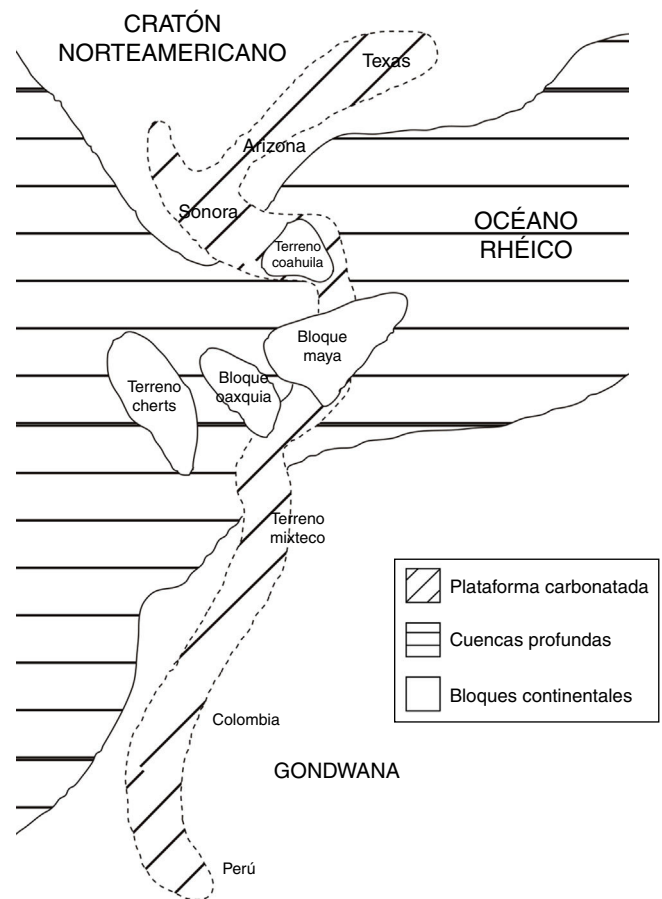 CRATÓN
NORTEAMERICANO
Texas
Arizona
Sonora
OCÉANO
RHÉICO
Terreno
coahuila
Bloque
maya
Bloque
oaxquia
Terreno
cherts
Terreno
mixteco
Plataforma carbonatada
Cuencas profundas
Bloques continentales
Colombia
GONDWANA
Perú